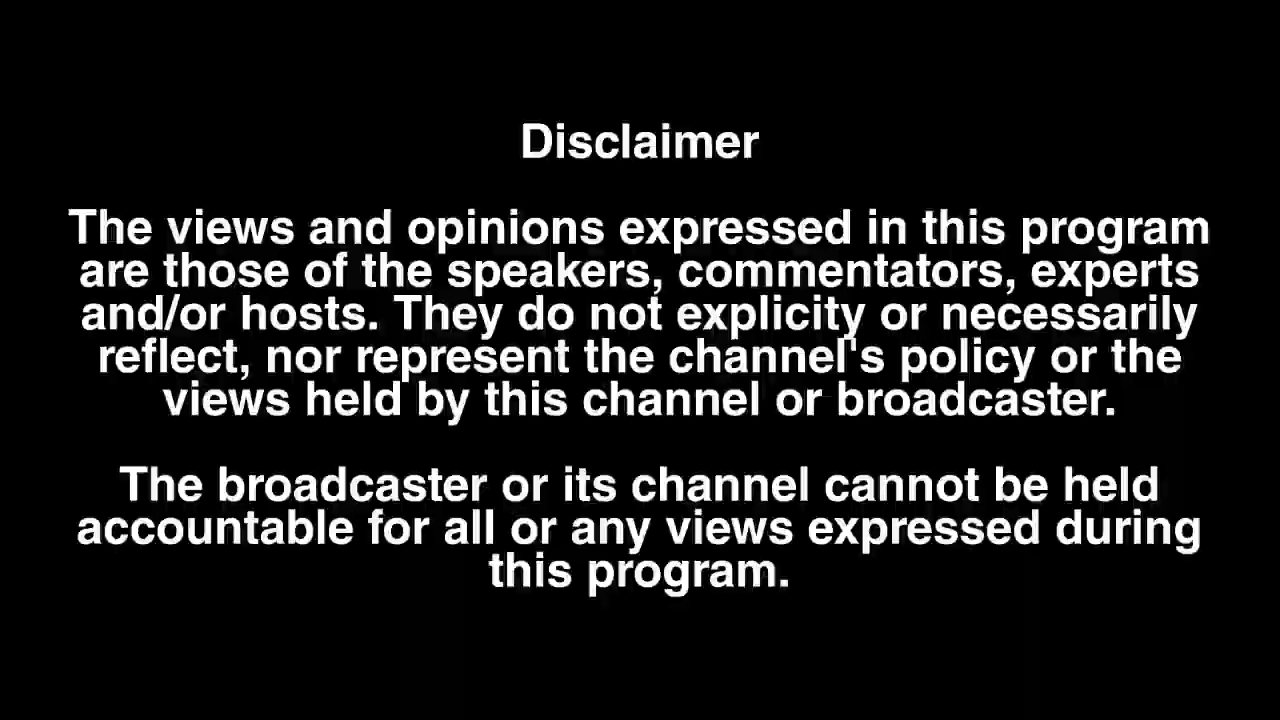 Disclaimer
The views and opinions expressed in this program
are those of the speakers, commentators, experts
and/or hosts. They do not explicity or necessarily
reflect, nor represent the channel's policy or the
views held by this channel or broadcaster.
The broadcaster or its channel cannot be held
accountable for all or any views expressed during
this program.